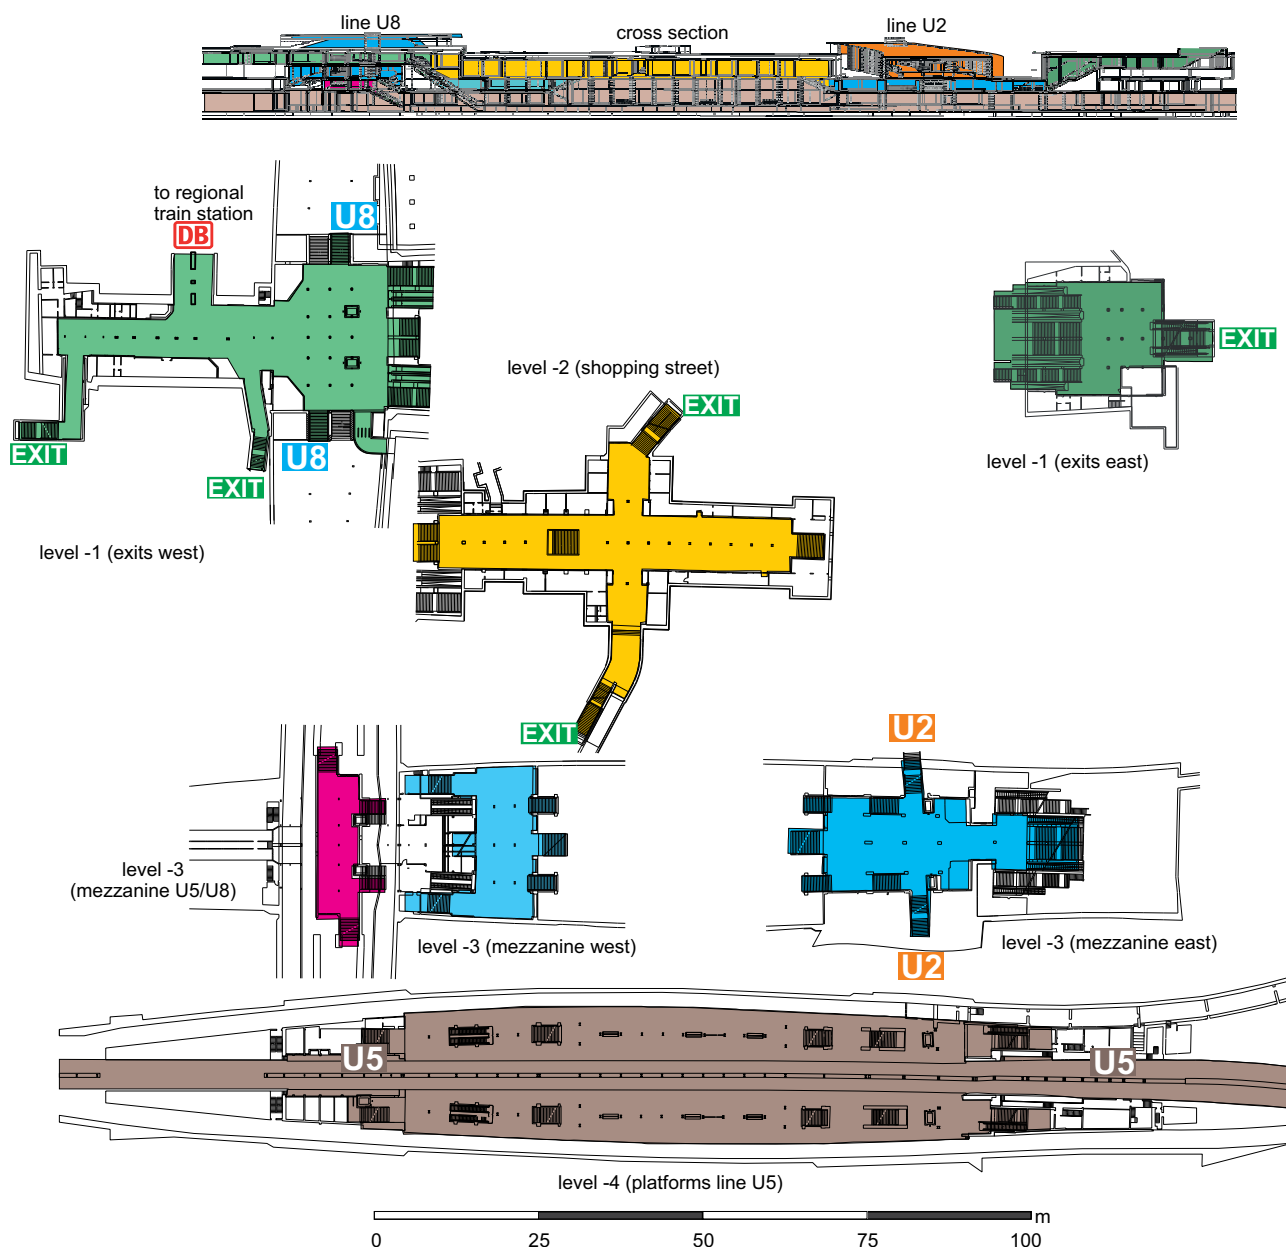 line U8
cross section
line U2
to regional
train station
DB
U8
EXIT
U8
EXIT
EXIT
level -1 (exits west)
level -2 (shopping street)
EXIT
EXIT
level -1 (exits east)
level -3
(mezzanine U5/U8)
level -3 (mezzanine west)
U2
U2
level -3 (mezzanine east)
U5
U5
level -4 (platforms line U5)
m
0 25 50 75 100